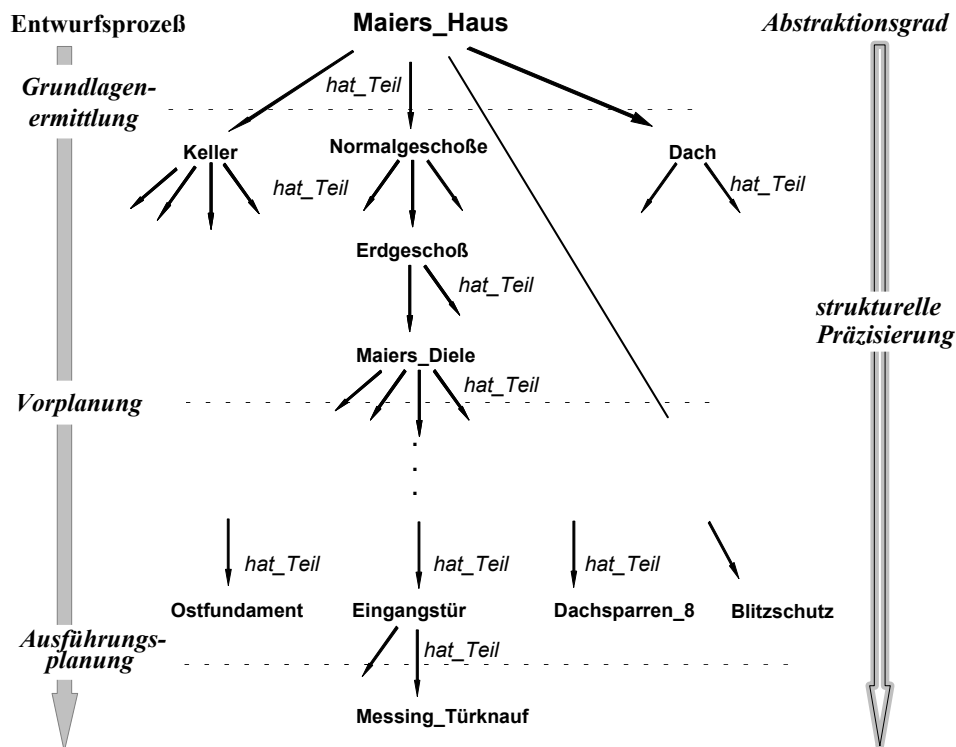 Entwurfsprozeß
Maiers_Haus
Abstraktionsgrad
hat_Teil
Grundlagen-
ermittlung
Keller
Normalgeschoße
Dach
hat_Teil
hat_Teil
Erdgeschoß
hat_Teil
strukturelle
Präzisierung
Maiers_Diele
hat_Teil
Vorplanung
hat_Teil
hat_Teil
hat_Teil
Ostfundament
Eingangstür
Dachsparren_8
Blitzschutz
Ausführungs-
planung
hat_Teil
Messing_Türknauf